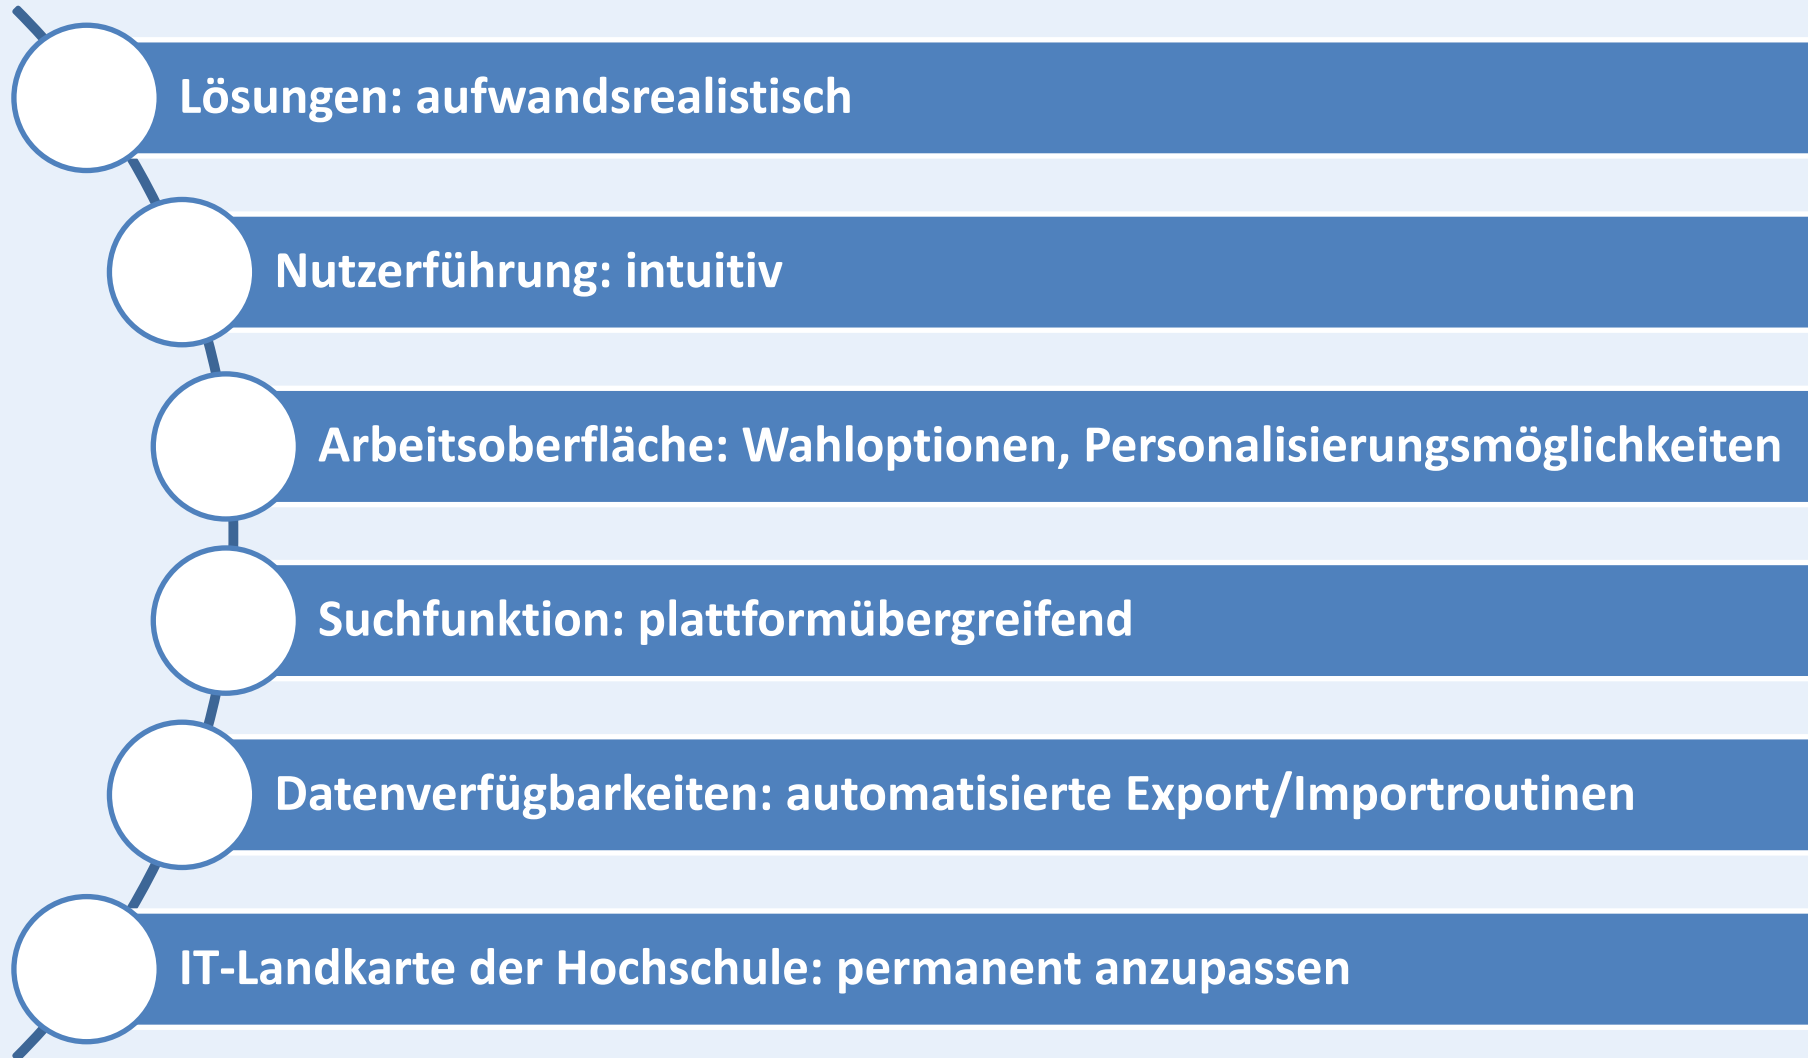 Lösungen: aufwandsrealistisch
Nutzerführung: intuitiv
Arbeitsoberfläche: Wahloptionen, Personalisierungsmöglichkeiten
Suchfunktion: plattformübergreifend
Datenverfügbarkeiten: automatisierte Export/Importroutinen
IT-Landkarte der Hochschule: permanent anzupassen